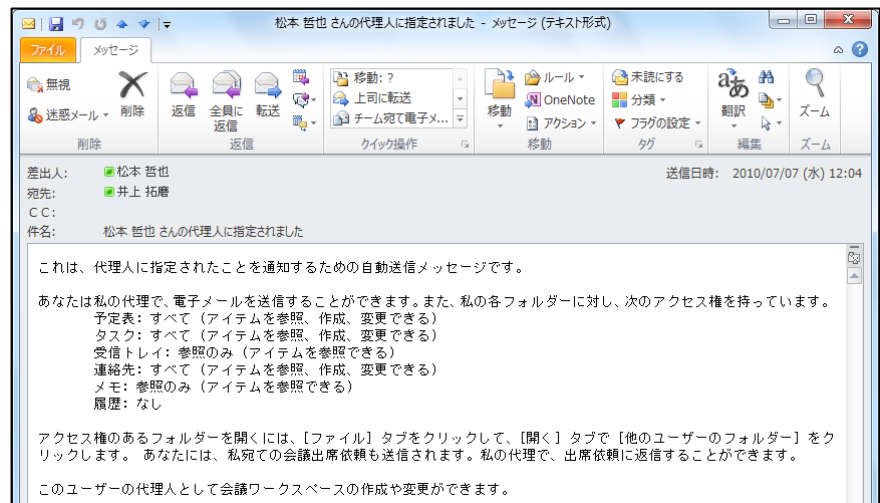 松本 哲也 さんの代理人に指定されました - メッセージ (テキスト形式)
ファイル メッセージ
無視
迷惑メール
削除
返信
全員に
返信
転送
移動: ?
上司に転送
チーム宛て電子メ...
移動
ルール
OneNote
アクション
未読にする
分類
フラグの設定
翻訳
ズーム
削除 返信 クイック操作 移動 タグ 編集 ズーム
差出人: 松本 哲也 送信日時: 2010/07/07 (水) 12:04
宛先: 井上 拓磨
CC:
件名: 松本 哲也 さんの代理人に指定されました
これは、代理人に指定されたことを通知するための自動送信メッセージです。
あなたは私の代理で、電子メールを送信することができます。また、私の各フォルダーに対し、次のアクセス権を持っています。
予定表: すべて (アイテムを参照、作成、変更できる)
タスク: すべて (アイテムを参照、作成、変更できる)
受信トレイ: 参照のみ (アイテムを参照できる)
連絡先: すべて (アイテムを参照、作成、変更できる)
メモ: 参照のみ (アイテムを参照できる)
履歴: なし
アクセス権のあるフォルダーを開くには、[ファイル] タブをクリックして、[開く] タブで [他のユーザーのフォルダー] をク
リックします。 あなたには、私宛ての会議出席依頼も送信されます。私の代理で、出席依頼に返信することができます。
このユーザーの代理人として会議ワークスペースの作成や変更ができます。